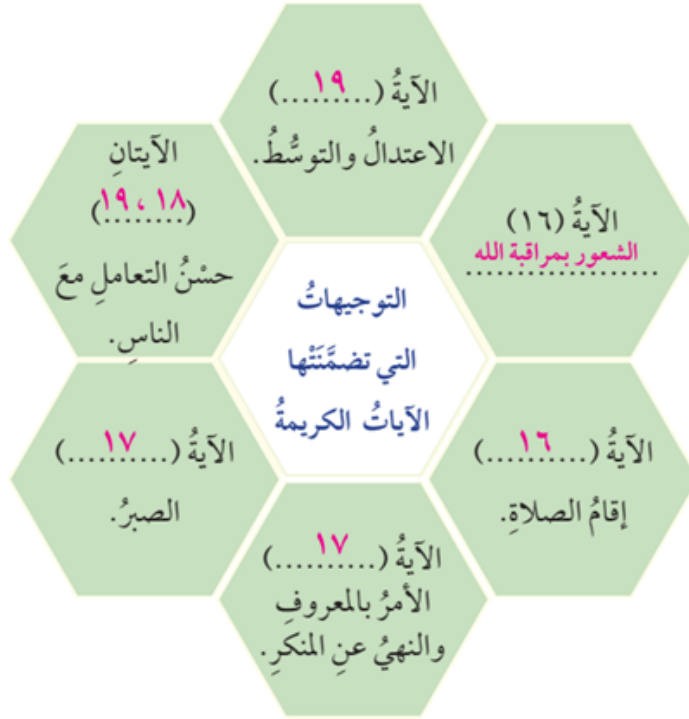 التوجيهاتُ
التي تضمَّنَتْها
الآياتُ الكريمةُ
الآيةُ (١٦)
الشعور بمراقبة الله
...................
الآيةُ (....١٦....)
إقامُ الصلاةِ.
الآيةُ (....١٧....)
الأمرُ بالمعروفِ
والنهيُ عنِ المنكرِ.
الآيةُ (....١٧....)
الصبرُ.
الآيتانِ
(..١٨ ، ١٩..)
حسْنُ التعاملِ معَ
الناسِ.
الآيةُ (....١٩....)
الاعتدالُ والتوسُّطُ.